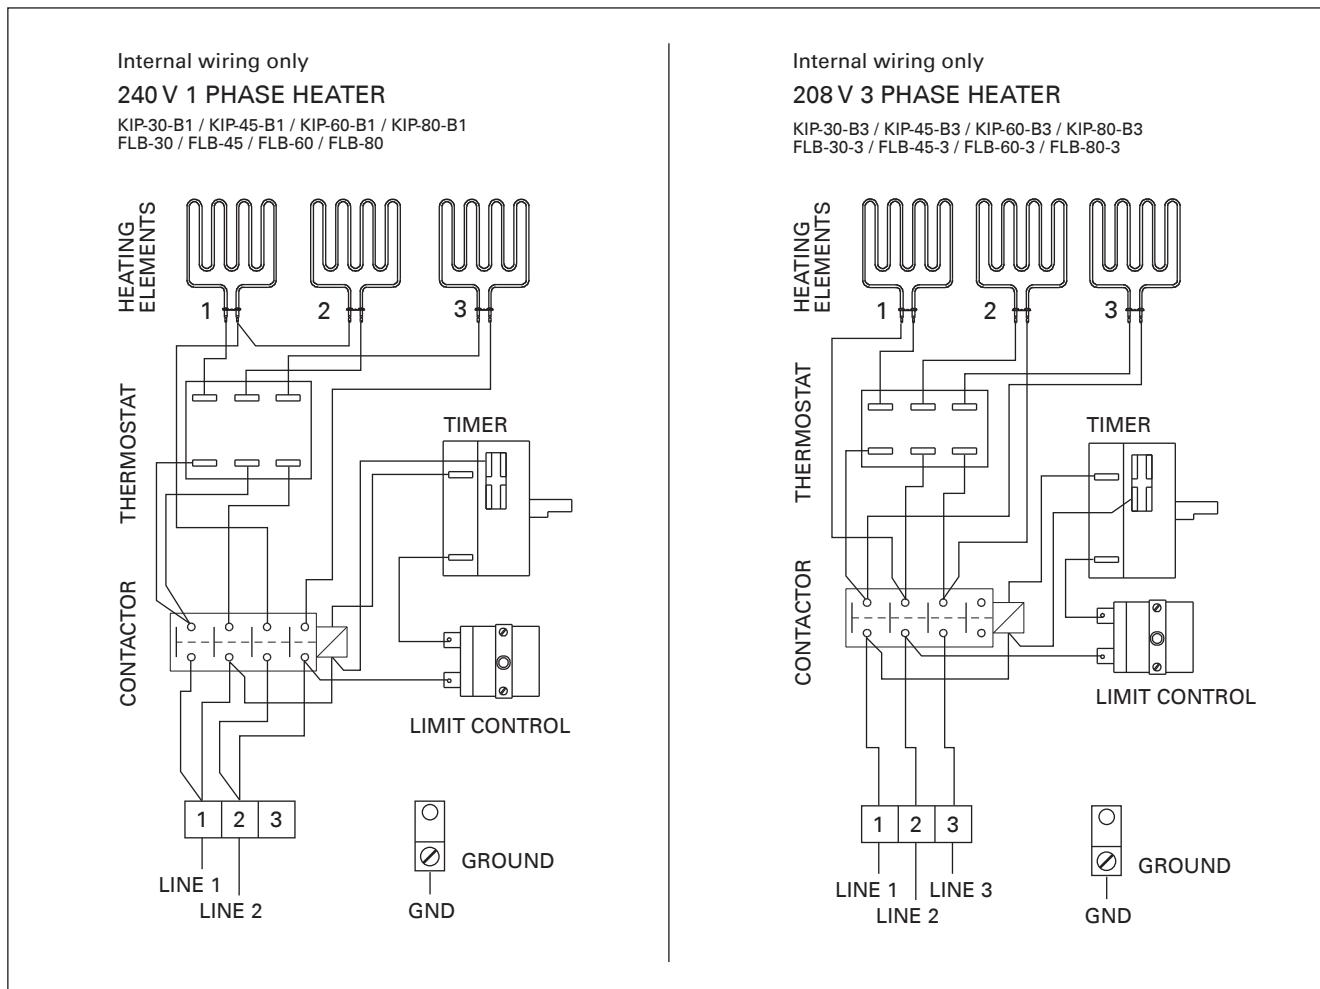 Internal wiring only
240 V 1 PHASE HEATER
KIP-30-B1 / KIP-45-B1 / KIP-60-B1 / KIP-80-B1
FLB-30 / FLB-45 / FLB-60 / FLB-80
HEATING
ELEMENTS
1
2
3
THERMOSTAT
TIMER
CONTACTOR
LIMIT CONTROL
1 2 3
GROUND
LINE 1
LINE 2
GND
Internal wiring only
208 V 3 PHASE HEATER
KIP-30-B3 / KIP-45-B3 / KIP-60-B3 / KIP-80-B3
FLB-30-3 / FLB-45-3 / FLB-60-3 / FLB-80-3
HEATING
ELEMENTS
1
2
3
THERMOSTAT
TIMER
CONTACTOR
LIMIT CONTROL
1 2 3
GROUND
LINE 1
LINE 3
LINE 2
GND